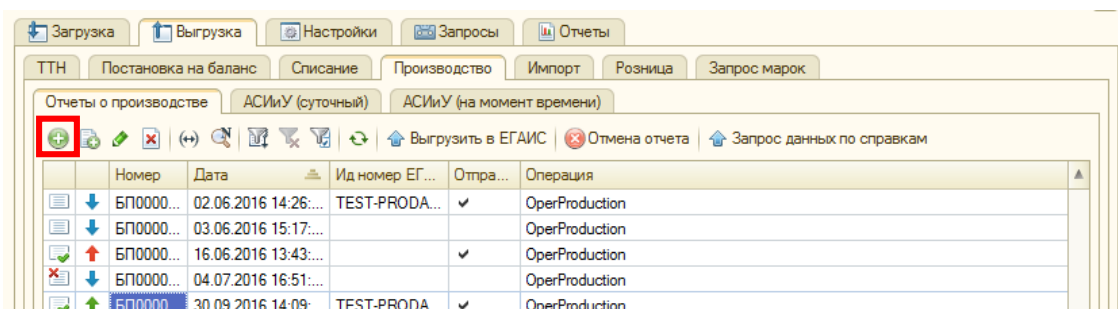 Загрузка Выгрузка Настройки Запросы Отчеты
ТТН Постановка на баланс Списание Производство Импорт Розница Запрос марок
Отчеты о производстве АСИиУ (суточный) АСИиУ (на момент времени)
Выгрузить в ЕГАИС Отмена отчета Запрос данных по справкам
Номер Дата Ид номер ЕГ... Отпра... Операция
БП0000... 02.06.2016 14:26:... TEST-PRODA... OperProduction
БП0000... 03.06.2016 15:17:... OperProduction
БП0000... 16.06.2016 13:43:... OperProduction
БП0000... 04.07.2016 16:51:... OperProduction
БП0000... 30.09.2016 14:09:... TEST-PRODA... OperProduction